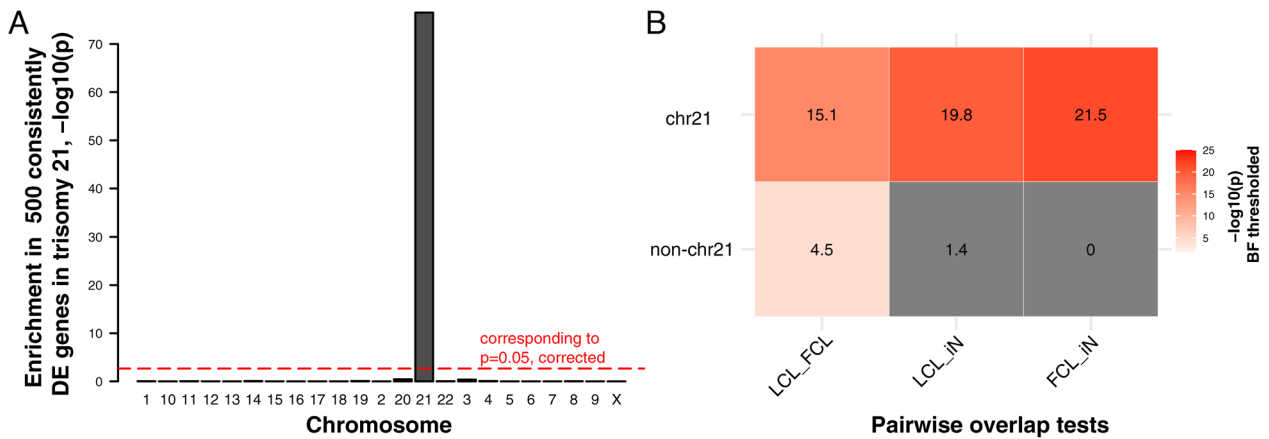 A
Enrichment in 500 consistently
DE genes in trisomy 21, −log10(p)
70
60
50
40
30
20
10
0
corresponding to
p=0.05, corrected
1 10 11 12 13 14 15 16 17 18 19 2 20 21 22 3 4 5 6 7 8 9 X
Chromosome
B
chr21
15.1 19.8 21.5
non−chr21
4.5 1.4 0
LCL_FCL LCL_iN FCL_iN
Pairwise overlap tests
25
20
15
10
5
−log10(p)
BF thresholded